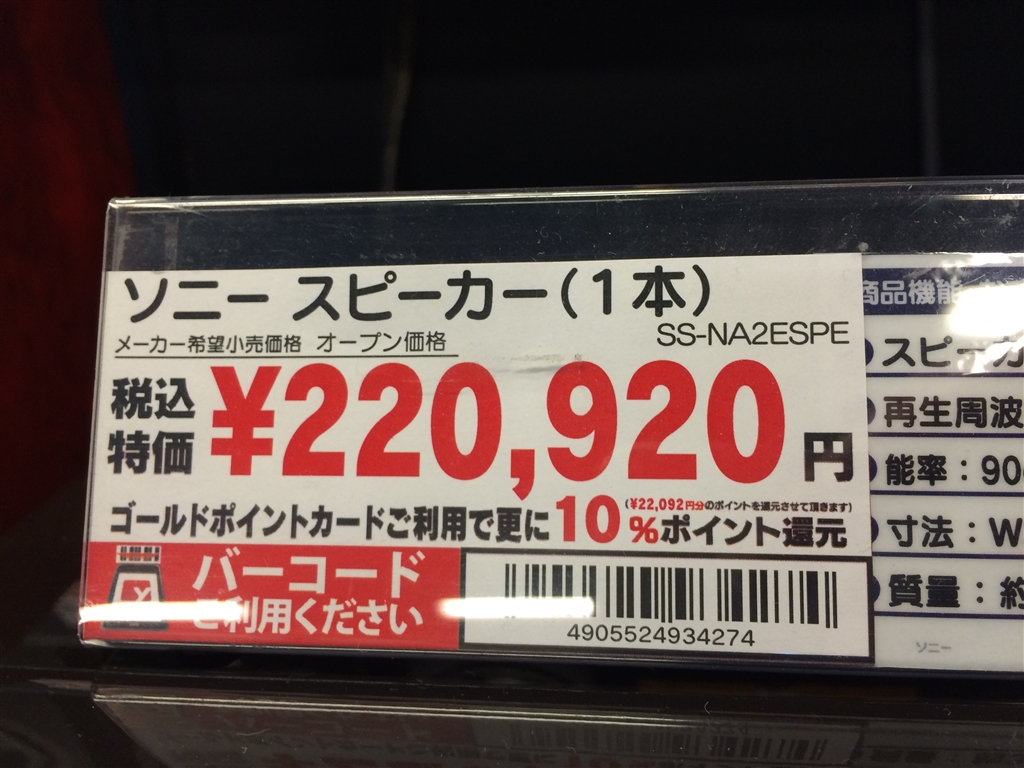 ソニー スピーカー(1本)
SS-NA2ESPE
メーカー希望小売価格 オープン価格
税込
特価
¥220,920円
(¥22,092円分のポイントを還元させて頂きます)
ゴールドポイントカードご利用で更に10%ポイント還元
バーコード
ご利用ください
4905524934274
商品機能
スピーカ
再生周波
能率:90
寸法:W
質量:約
ソニー